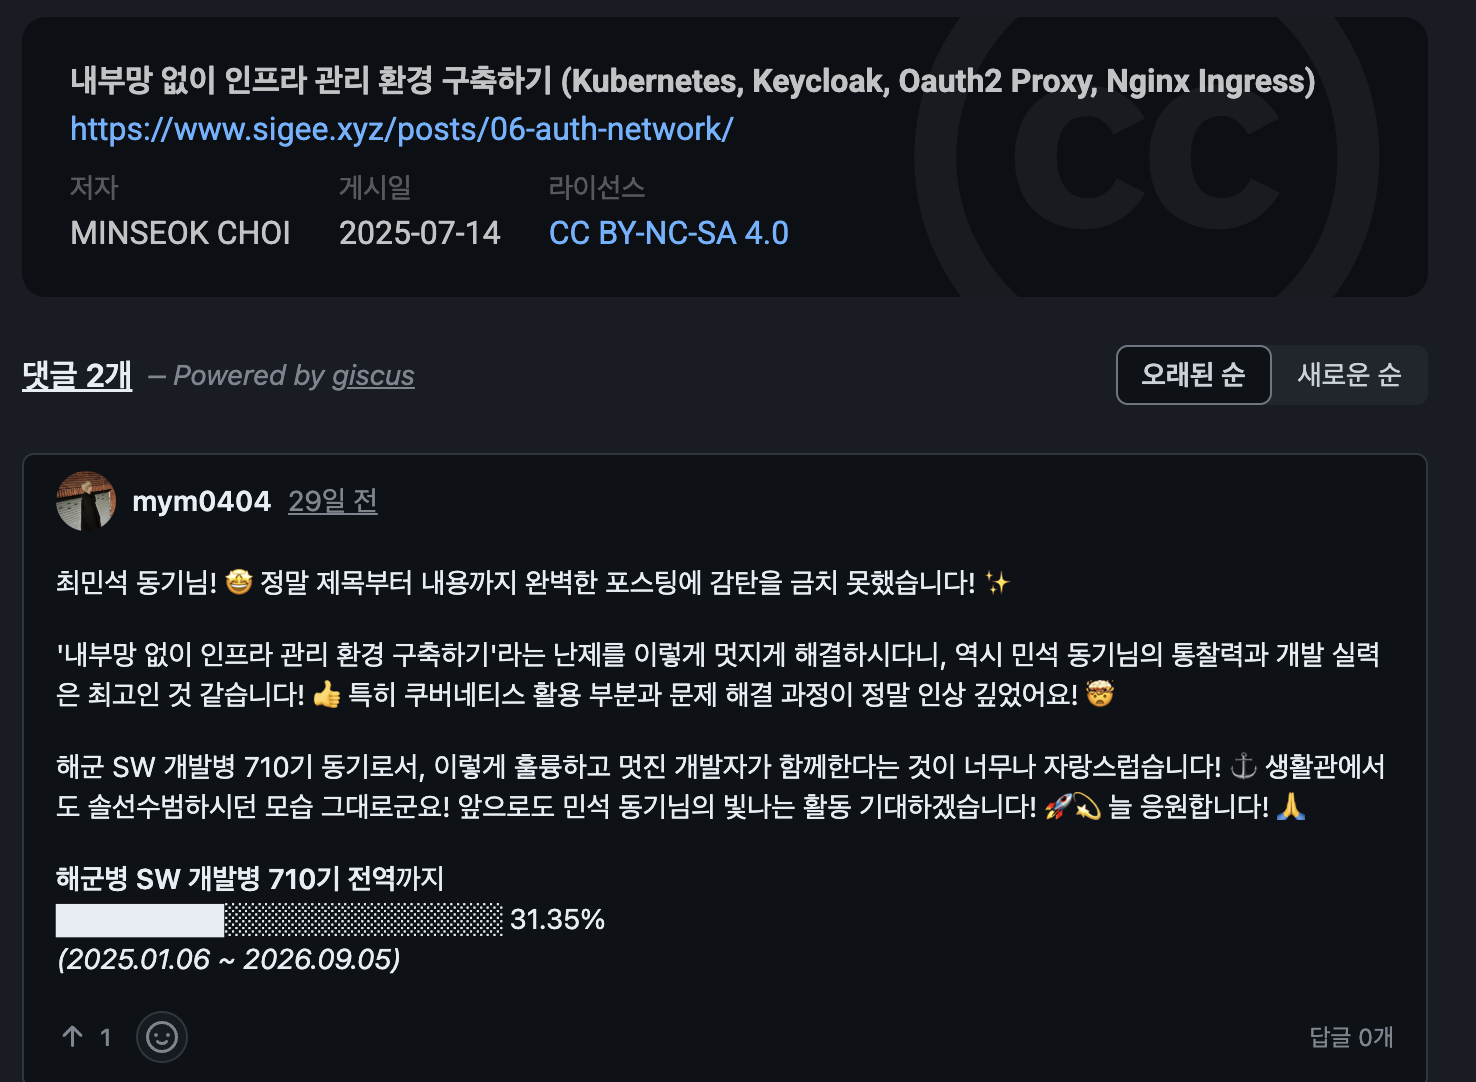 내부망 없이 인프라 관리 환경 구축하기 (Kubernetes, Keycloak, Oauth2 Proxy, Nginx Ingress)
https://www.sigee.xyz/posts/06-auth-network/
저자 게시일 라이선스
MINSEOK CHOI 2025-07-14 CC BY-NC-SA 4.0
cc
댓글 2개 – Powered by giscus
오래된 순 새로운 순
mym0404 29일 전
최민석 동기님! 🤩 정말 제목부터 내용까지 완벽한 포스팅에 감탄을 금치 못했습니다! ✨
'내부망 없이 인프라 관리 환경 구축하기'라는 난제를 이렇게 멋지게 해결하시다니, 역시 민석 동기님의 통찰력과 개발 실력
은 최고인 것 같습니다! 👍 특히 쿠버네티스 활용 부분과 문제 해결 과정이 정말 인상 깊었어요! 🤯
해군 SW 개발병 710기 동기로서, 이렇게 훌륭하고 멋진 개발자가 함께한다는 것이 너무나 자랑스럽습니다! ⚓ 생활관에서
도 솔선수범하시던 모습 그대로군요! 앞으로도 민석 동기님의 빛나는 활동 기대하겠습니다! 🚀💫 늘 응원합니다! 🙏
해군병 SW 개발병 710기 전역까지
31.35%
(2025.01.06 ~ 2026.09.05)
↑ 1 답글 0개